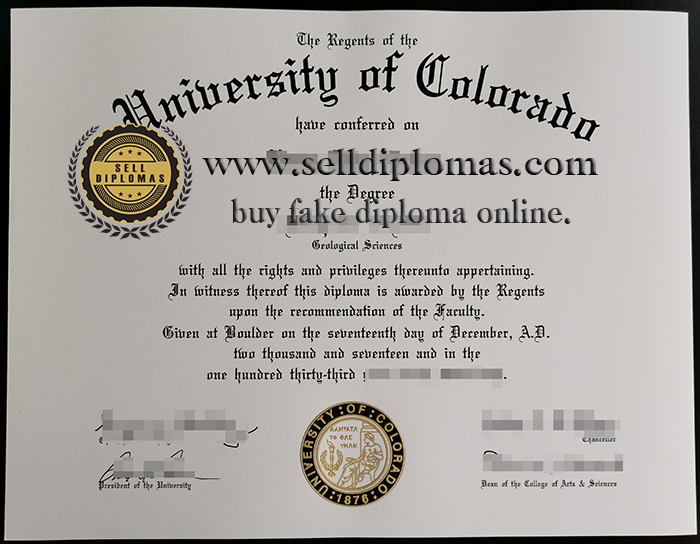 The Regents of the
University of Colorado
have conferred on
SELL
DIPLOMAS
www.selldiplomas.com
the Degree
buy fake diploma online.
Geological Sciences
with all the rights and privileges thereunto appertaining.
In witness thereof this diploma is awarded by the Regents
upon the recommendation of the Faculty.
Given at Boulder on the seventeenth day of December, A.D.
two thousand and seventeen and in the
one hundred thirty-third
UNIVERSITY OF COLORADO
ΛΑΜΨΑΤΩ
ΤΟ ΦΩΣ
ΥΜΩΝ
1876
Chancellor
President of the University
Dean of the College of Arts & Sciences